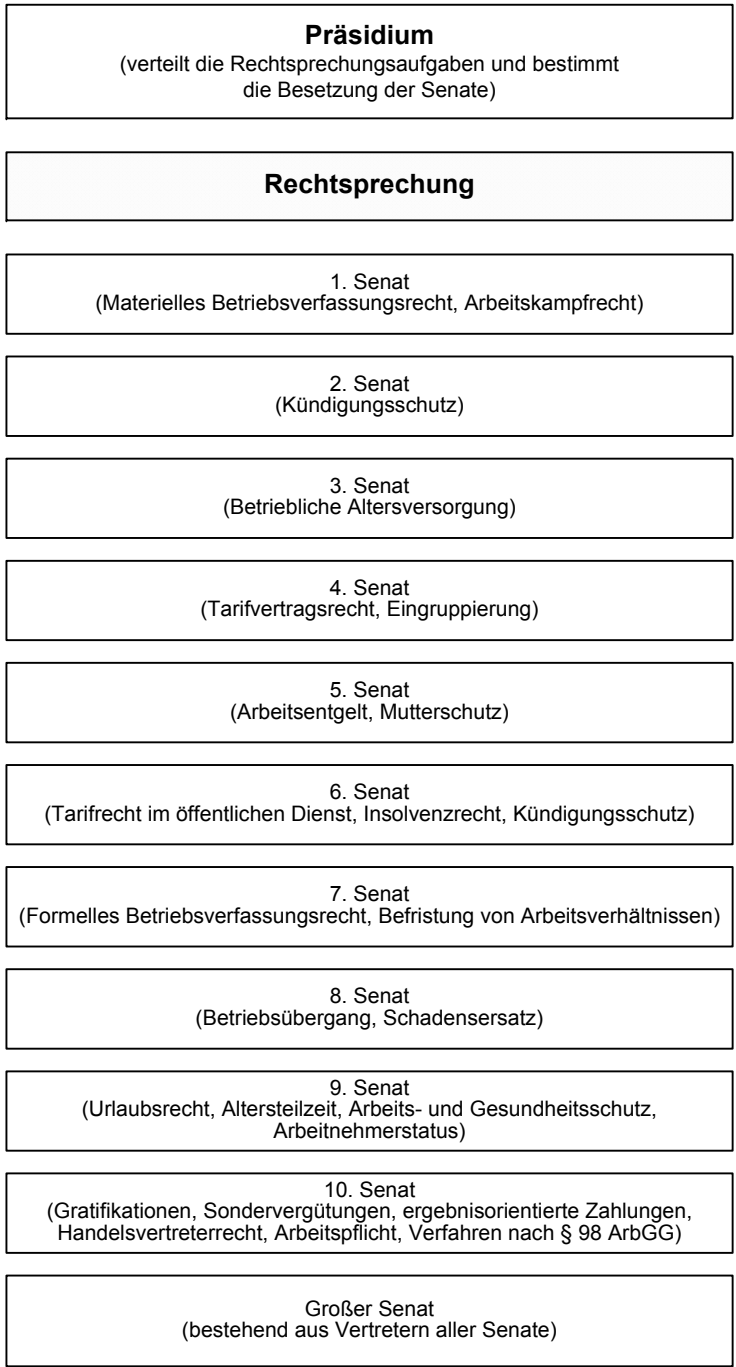 Präsidium
(verteilt die Rechtsprechungsaufgaben und bestimmt
die Besetzung der Senate)
Rechtsprechung
1. Senat
(Materielles Betriebsverfassungsrecht, Arbeitskampfrecht)
2. Senat
(Kündigungsschutz)
3. Senat
(Betriebliche Altersversorgung)
4. Senat
(Tarifvertragsrecht, Eingruppierung)
5. Senat
(Arbeitsentgelt, Mutterschutz)
6. Senat
(Tarifrecht im öffentlichen Dienst, Insolvenzrecht, Kündigungsschutz)
7. Senat
(Formelles Betriebsverfassungsrecht, Befristung von Arbeitsverhältnissen)
8. Senat
(Betriebsübergang, Schadensersatz)
9. Senat
(Urlaubsrecht, Altersteilzeit, Arbeits- und Gesundheitsschutz,
Arbeitnehmerstatus)
10. Senat
(Gratifikationen, Sondervergütungen, ergebnisorientierte Zahlungen,
Handelsvertreterrecht, Arbeitspflicht, Verfahren nach § 98 ArbGG)
Großer Senat
(bestehend aus Vertretern aller Senate)